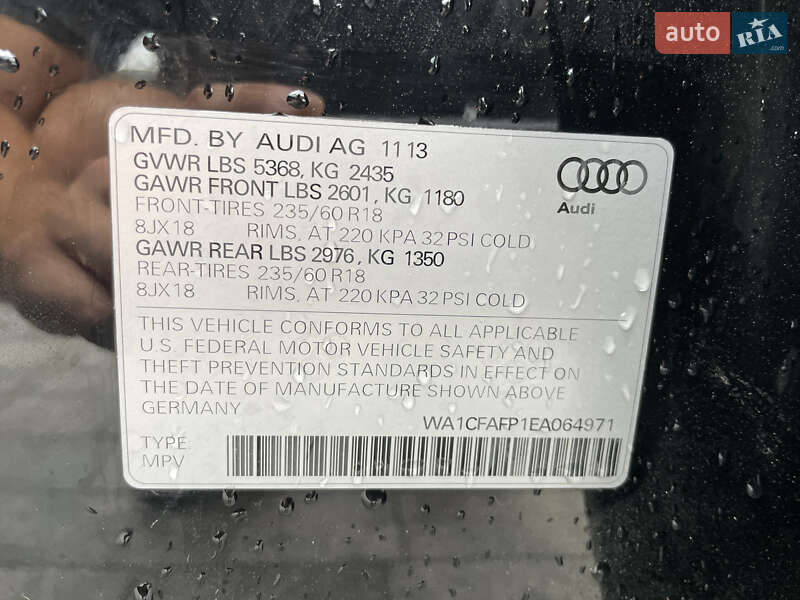 auto RIA
MFD. BY AUDI AG 11 13
GVWR LBS 5368, KG 2435
GAWR FRONT LBS 2601, KG 1180
FRONT-TIRES 235/60 R18
8JX18 RIMS, AT 220 KPA 32 PSI COLD
GAWR REAR LBS 2976, KG 1350
REAR-TIRES 235/60 R18
8JX18 RIMS, AT 220 KPA 32 PSI COLD
Audi
THIS VEHICLE CONFORMS TO ALL APPLICABLE
U.S. FEDERAL MOTOR VEHICLE SAFETY AND
THEFT PREVENTION STANDARDS IN EFFECT ON
THE DATE OF MANUFACTURE SHOWN ABOVE
GERMANY
WA1CFAFP1EA064971
TYPE:
MPV